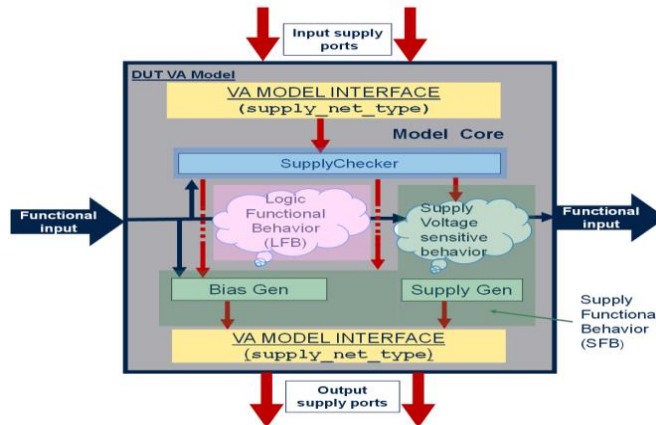 Input supply
ports
DUT VA Model
VA MODEL INTERFACE
(supply_net_type)
Model Core
SupplyChecker
Functional
input
Logic
Functional
Behavior
(LFB)
Supply
Voltage
sensitive
behavior
Functional
input
Bias Gen
Supply Gen
Supply
Functional
Behavior
(SFB)
VA MODEL INTERFACE
(supply_net_type)
Output
supply ports